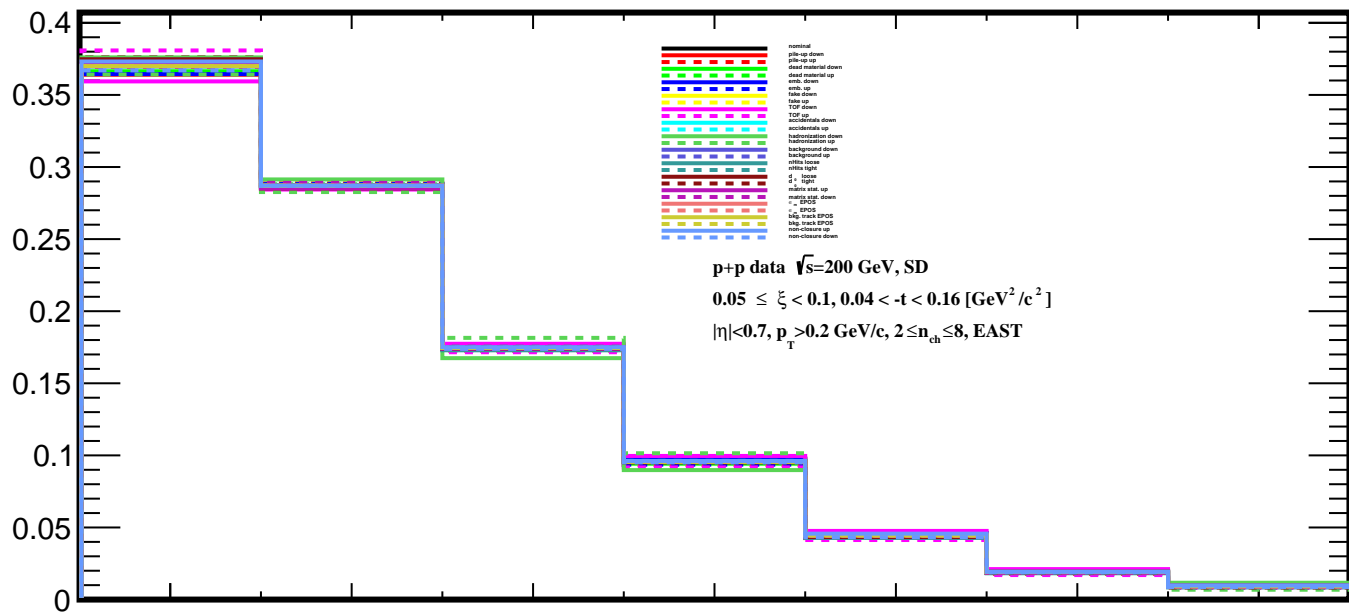 0.4
0.35
0.3
0.25
0.2
0.15
0.1
0.05
0
nominal
pile-up down
pile-up up
dead material down
dead material up
emb. down
emb. up
fake down
fake up
TOF down
TOF up
accidentals down
accidentals up
hadronization down
hadronization up
background down
background up
nHits loose
nHits tight
d₀ loose
d₀ tight
matrix stat. up
matrix stat. down
EPOS
EPOS
bkg. track EPOS
bkg. track EPOS
non-closure up
non-closure down
p+p data √s=200 GeV, SD
0.05 ≤ ξ < 0.1, 0.04 < -t < 0.16 [GeV²/c²]
|η|<0.7, p_T>0.2 GeV/c, 2≤n_ch≤8, EAST